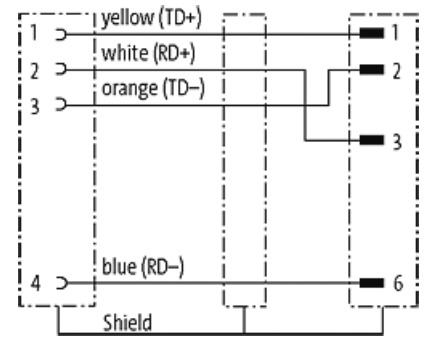 yellow (TD+)
1 1
white (RD+)
2 2
orange (TD–)
3
3
blue (RD–)
4 6
Shield